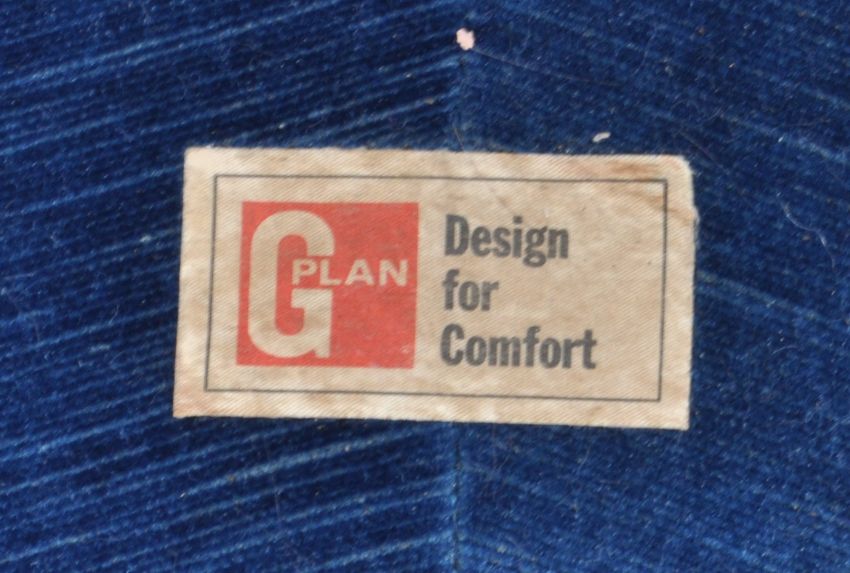 G PLAN
Design
for
Comfort